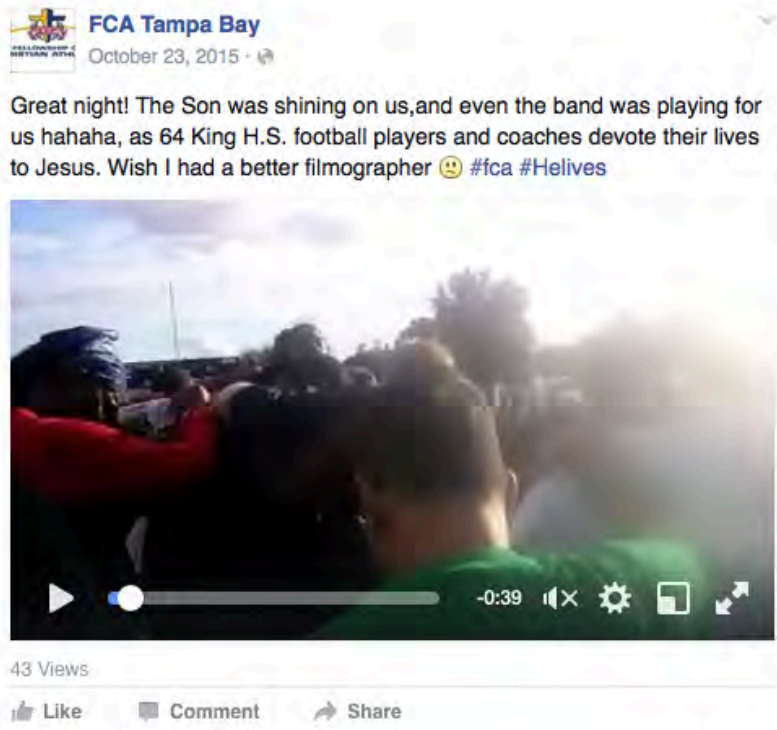 FCA Tampa Bay
FELLOWSHIP
October 23, 2015 ·
Great night! The Son was shining on us,and even the band was playing for
us hahaha, as 64 King H.S. football players and coaches devote their lives
to Jesus. Wish I had a better filmographer #fca #Helives
-0:39
43 Views
Like Comment Share